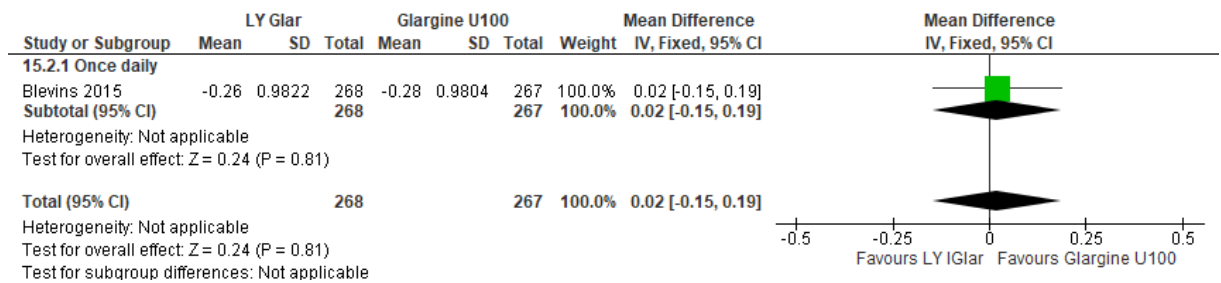 LY Glar Glargine U100 Mean Difference Mean Difference
Study or Subgroup Mean SD Total Mean SD Total Weight IV, Fixed, 95% CI IV, Fixed, 95% CI
15.2.1 Once daily
Blevins 2015 -0.26 0.9822 268 -0.28 0.9804 267 100.0% 0.02 [-0.15, 0.19]
Subtotal (95% CI) 268 267 100.0% 0.02 [-0.15, 0.19]
Heterogeneity: Not applicable
Test for overall effect: Z = 0.24 (P = 0.81)
Total (95% CI) 268 267 100.0% 0.02 [-0.15, 0.19]
Heterogeneity: Not applicable
Test for overall effect: Z = 0.24 (P = 0.81)
Test for subgroup differences: Not applicable
-0.5 -0.25 0 0.25 0.5
Favours LY IGlar Favours Glargine U100